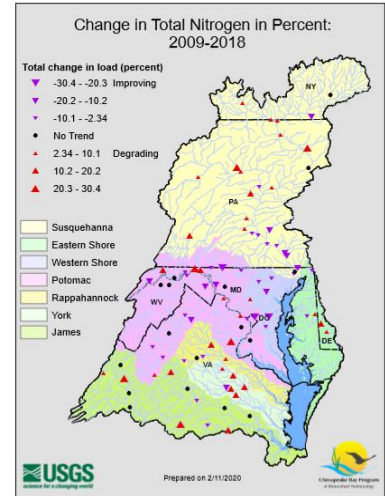 Change in Total Nitrogen in Percent:
2009-2018
Total change in load (percent)
-30.4 - -20.3 Improving
-20.2 - -10.2
-10.1 - -2.34
No Trend
2.34 - 10.1 Degrading
10.2 - 20.2
20.3 - 30.4
Susquehanna
Eastern Shore
Western Shore
Potomac
Rappahannock
York
James
NY
PA
MD
WV
DC
DE
VA
USGS
science for a changing world
Prepared on 2/11/2020
Chesapeake Bay Program
A Watershed Partnership